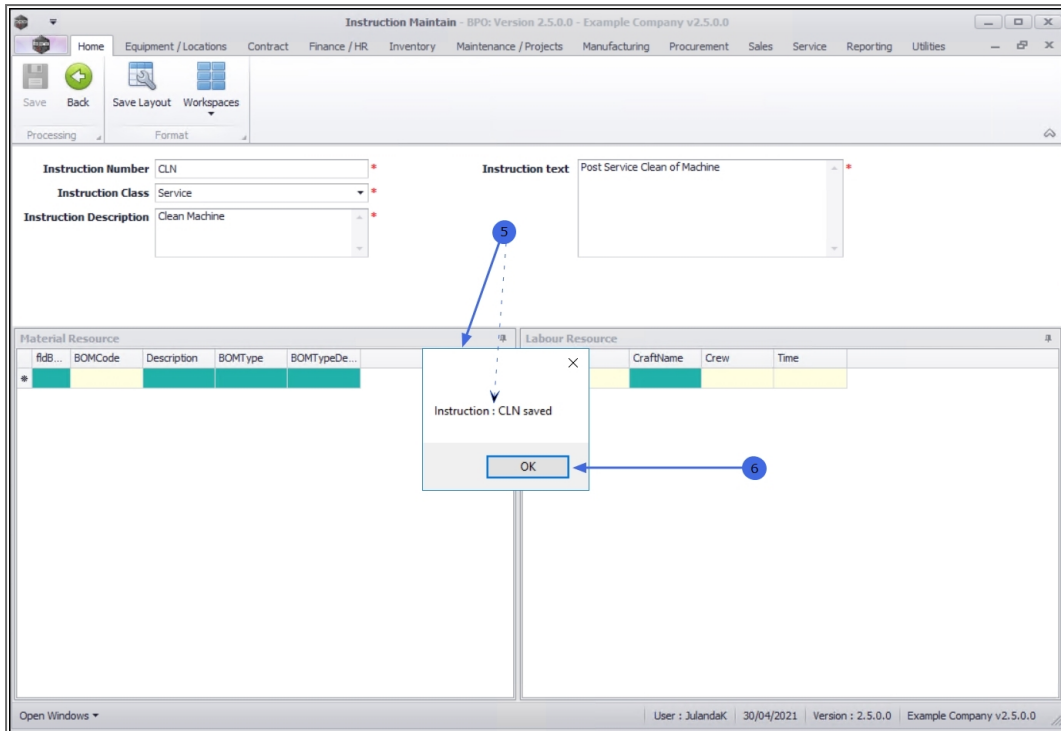 Instruction Maintain - BPO: Version 2.5.0.0 - Example Company v2.5.0.0
Home Equipment / Locations Contract Finance / HR Inventory Maintenance / Projects Manufacturing Procurement Sales Service Reporting Utilities
Save Back Save Layout Workspaces
Processing Format
Instruction Number CLN * Instruction text Post Service Clean of Machine *
Instruction Class Service *
Instruction Description Clean Machine *
5
Material Resource Labour Resource
fldB... BOMCode Description BOMType BOMTypeDe... CraftName Crew Time
Instruction : CLN saved
OK
6
Open Windows User : JulandaK 30/04/2021 Version : 2.5.0.0 Example Company v2.5.0.0